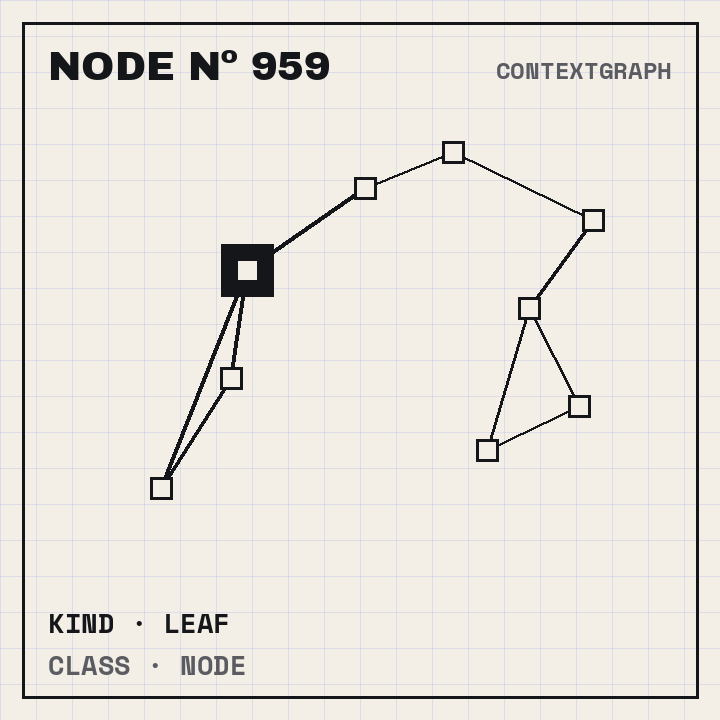 NODE Nº 959
CONTEXTGRAPH
KIND · LEAF
CLASS · NODE